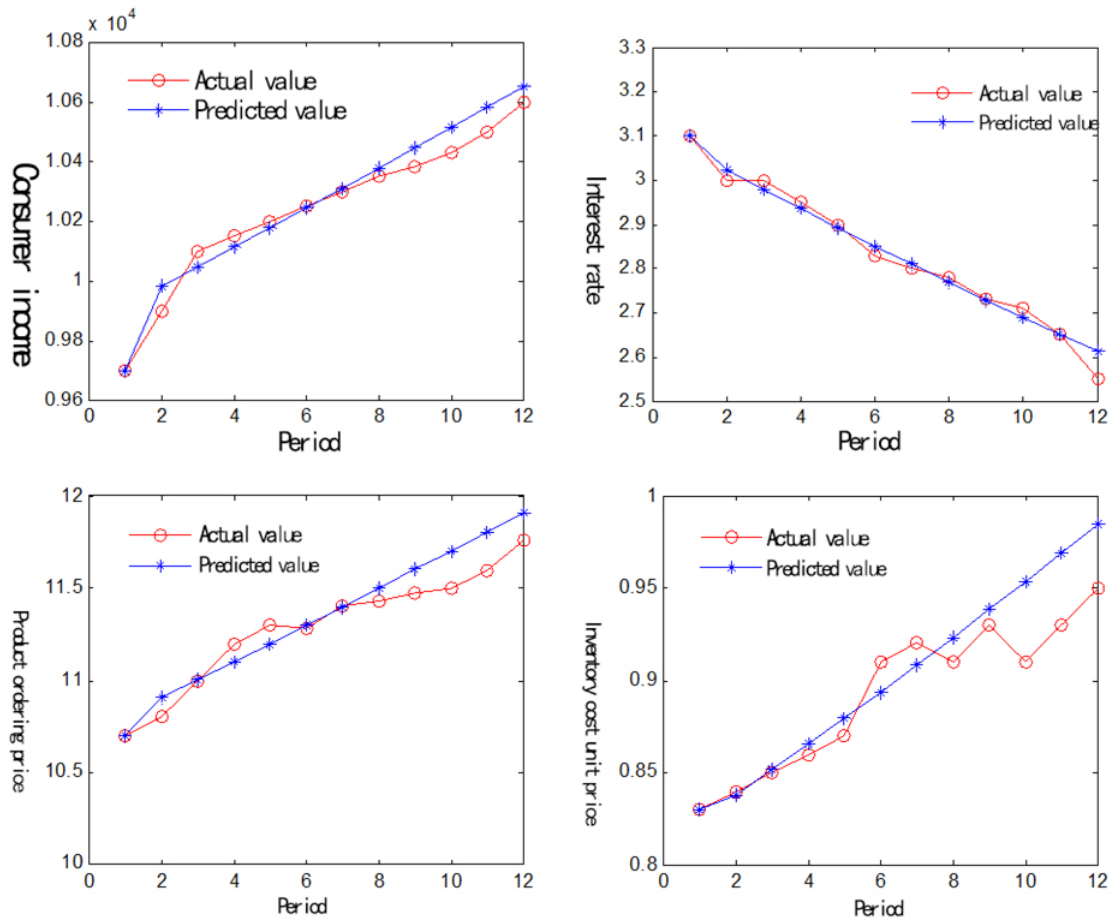 x 10^4
1.08
1.06
1.04
1.02
1
0.98
0.96
Actual value
Predicted value
Consumer income
0 2 4 6 8 10 12
Period
3.3
3.2
3.1
3
2.9
2.8
2.7
2.6
2.5
Actual value
Predicted value
Interest rate
0 2 4 6 8 10 12
Period
12
11.5
11
10.5
10
Actual value
Predicted value
Product ordering price
0 2 4 6 8 10 12
Period
1
0.95
0.9
0.85
0.8
Actual value
Predicted value
Inventory cost unit price
0 2 4 6 8 10 12
Period